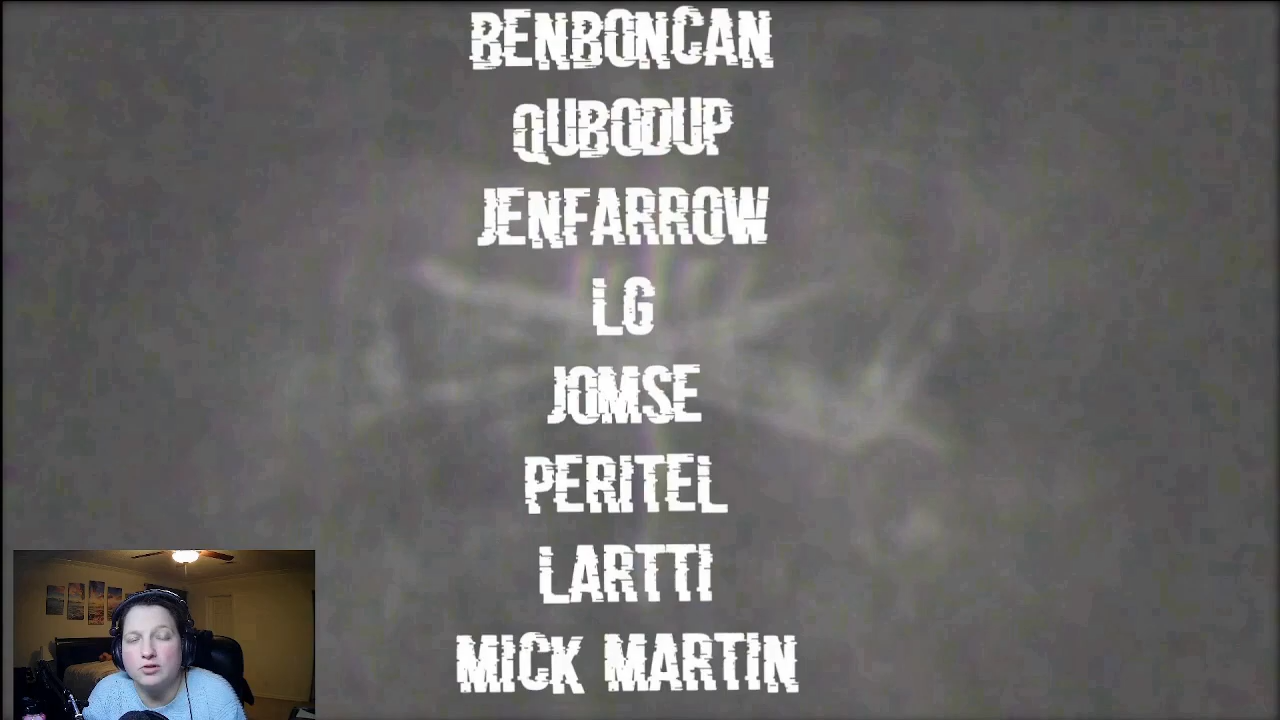 BENBONCAN
QUBODUP
JENFARROW
LG
JOMSE
PERITEL
LARTTI
MICK MARTIN